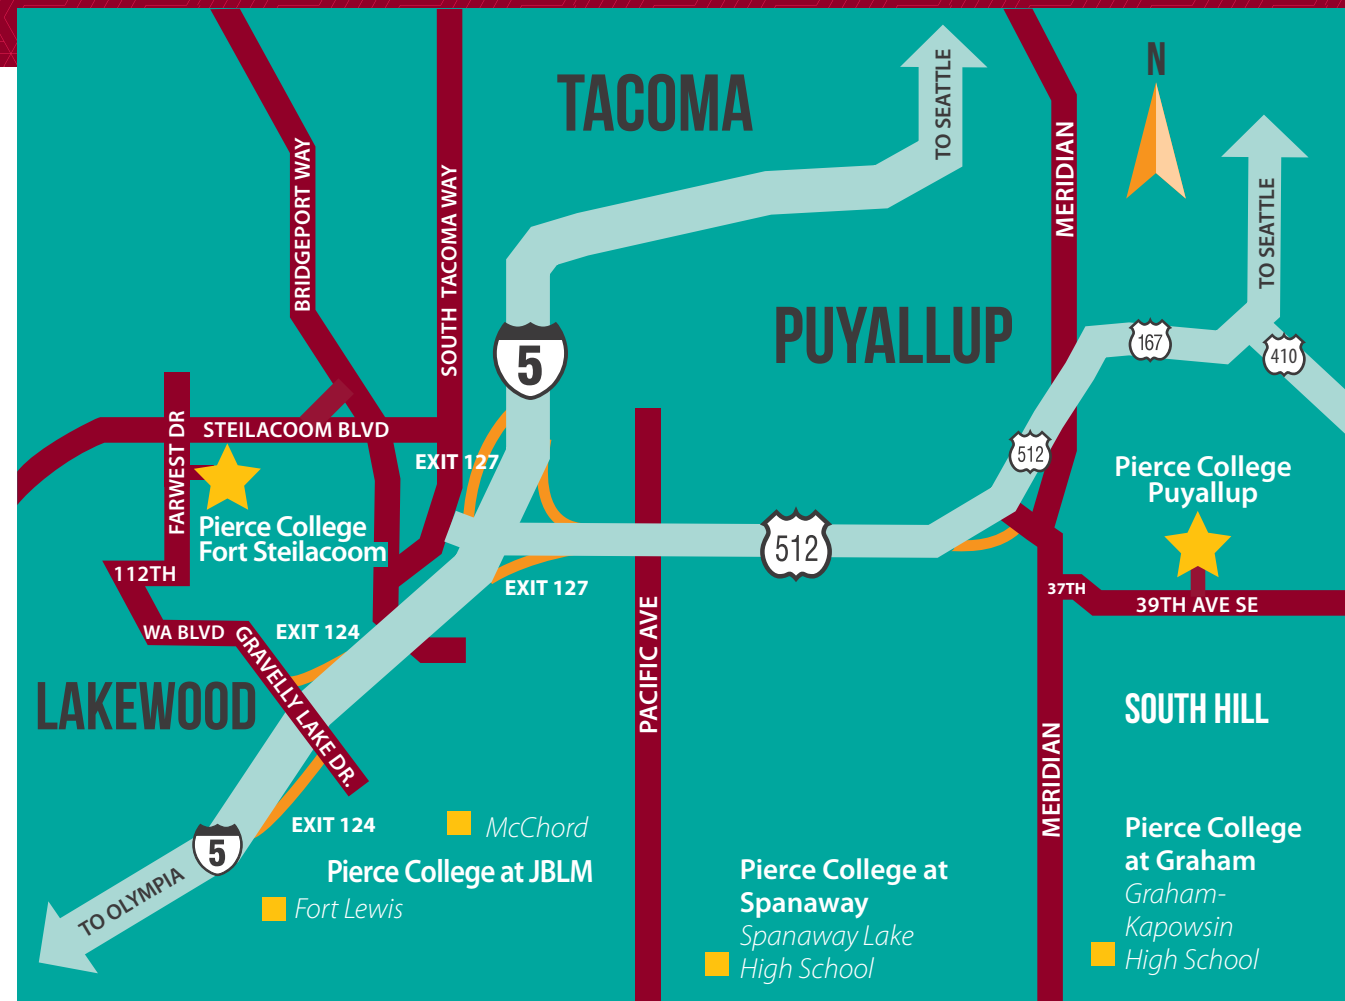 TACOMA
TO SEATTLE
N
MERIDIAN
BRIDGEPORT WAY
SOUTH TACOMA WAY
TO SEATTLE
PUYALLUP
5
167
410
FARWEST DR
STEILACOOM BLVD
EXIT 127
512
Pierce College
Puyallup
Pierce College
Fort Steilacoom
512
112TH
EXIT 127
37TH
39TH AVE SE
WA BLVD
GRAVELLY LAKE DR.
EXIT 124
PACIFIC AVE
LAKEWOOD
SOUTH HILL
MERIDIAN
EXIT 124
McChord
5
Pierce College at JBLM
Fort Lewis
TO OLYMPIA
Pierce College at
Spanaway
Spanaway Lake
High School
Pierce College
at Graham
Graham-
Kapowsin
High School